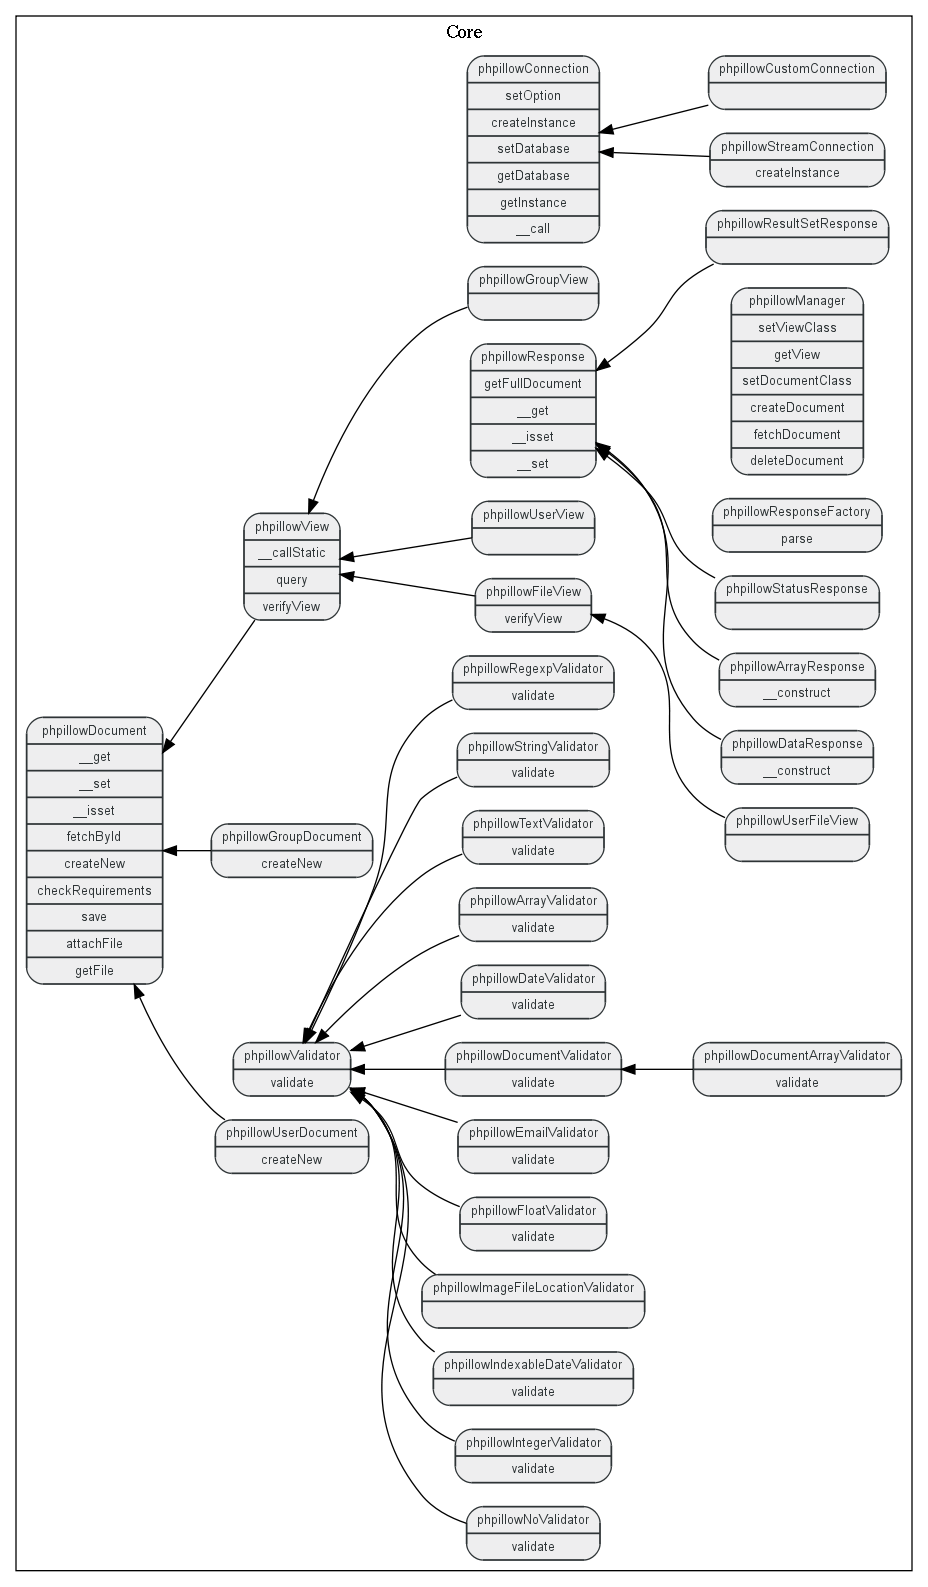 Core
phpillowConnection
setOption
createInstance
setDatabase
getDatabase
getInstance
__call
phpillowCustomConnection
phpillowStreamConnection
createInstance
phpillowResultSetResponse
phpillowGroupView
phpillowManager
setViewClass
getView
setDocumentClass
createDocument
fetchDocument
deleteDocument
phpillowResponse
getFullDocument
__get
__isset
__set
phpillowResponseFactory
parse
phpillowView
__callStatic
query
verifyView
phpillowUserView
phpillowFileView
verifyView
phpillowStatusResponse
phpillowArrayResponse
__construct
phpillowDataResponse
__construct
phpillowUserFileView
phpillowRegexpValidator
validate
phpillowStringValidator
validate
phpillowTextValidator
validate
phpillowArrayValidator
validate
phpillowDateValidator
validate
phpillowDocument
__get
__set
__isset
fetchById
createNew
checkRequirements
save
attachFile
getFile
phpillowGroupDocument
createNew
phpillowValidator
validate
phpillowDocumentValidator
validate
phpillowDocumentArrayValidator
validate
phpillowUserDocument
createNew
phpillowEmailValidator
validate
phpillowFloatValidator
validate
phpillowImageFileLocationValidator
phpillowIndexableDateValidator
validate
phpillowIntegerValidator
validate
phpillowNoValidator
validate